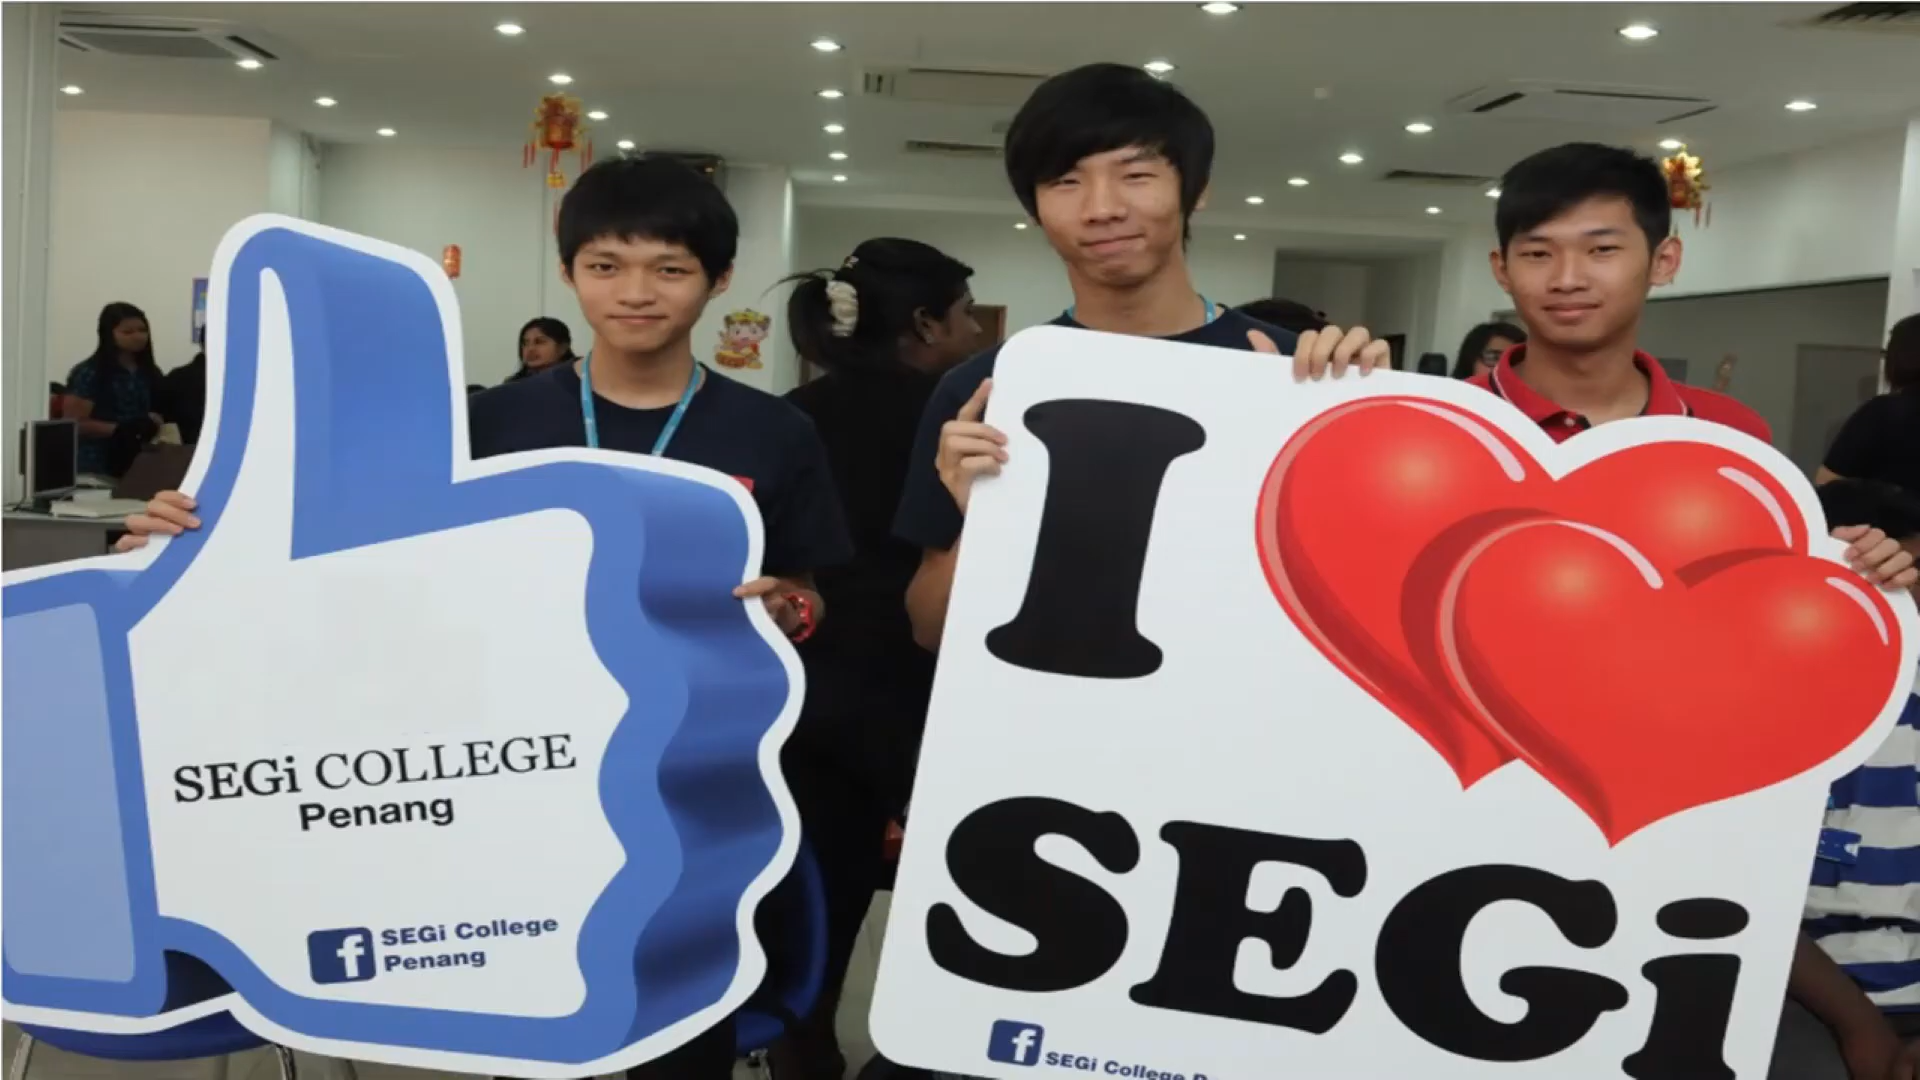 SEGi COLLEGE
Penang
f SEGi College
Penang
I
SEGi
f SEGi College